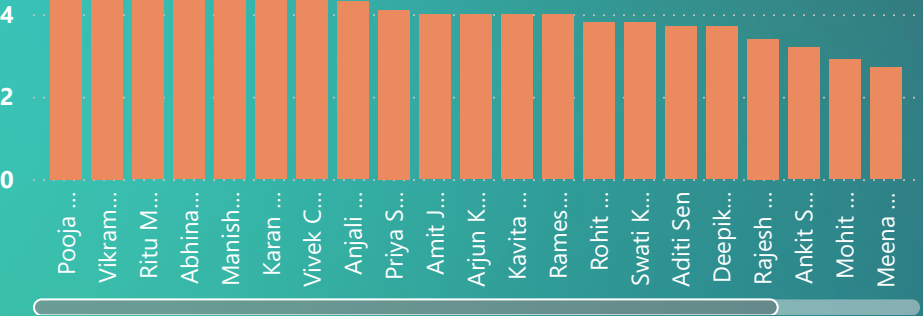 4
2
0
Pooja ...
Vikram...
Ritu M...
Abhina...
Manish...
Karan ...
Vivek C...
Anjali ...
Priya S...
Amit J...
Arjun K...
Kavita ...
Rames...
Rohit ...
Swati K...
Aditi Sen
Deepik...
Rajesh ...
Ankit S...
Mohit ...
Meena ...